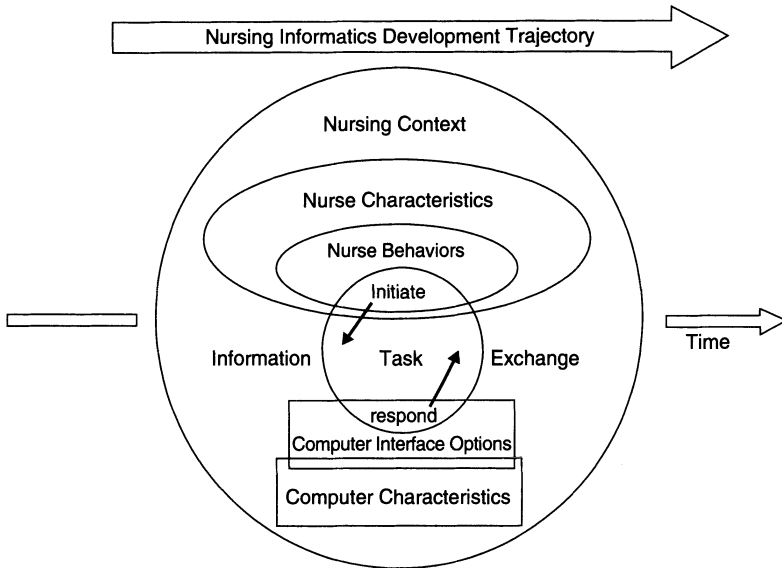 Nursing Informatics Development Trajectory
Nursing Context
Nurse Characteristics
Nurse Behaviors
Initiate
Information Task Exchange
Time
respond
Computer Interface Options
Computer Characteristics